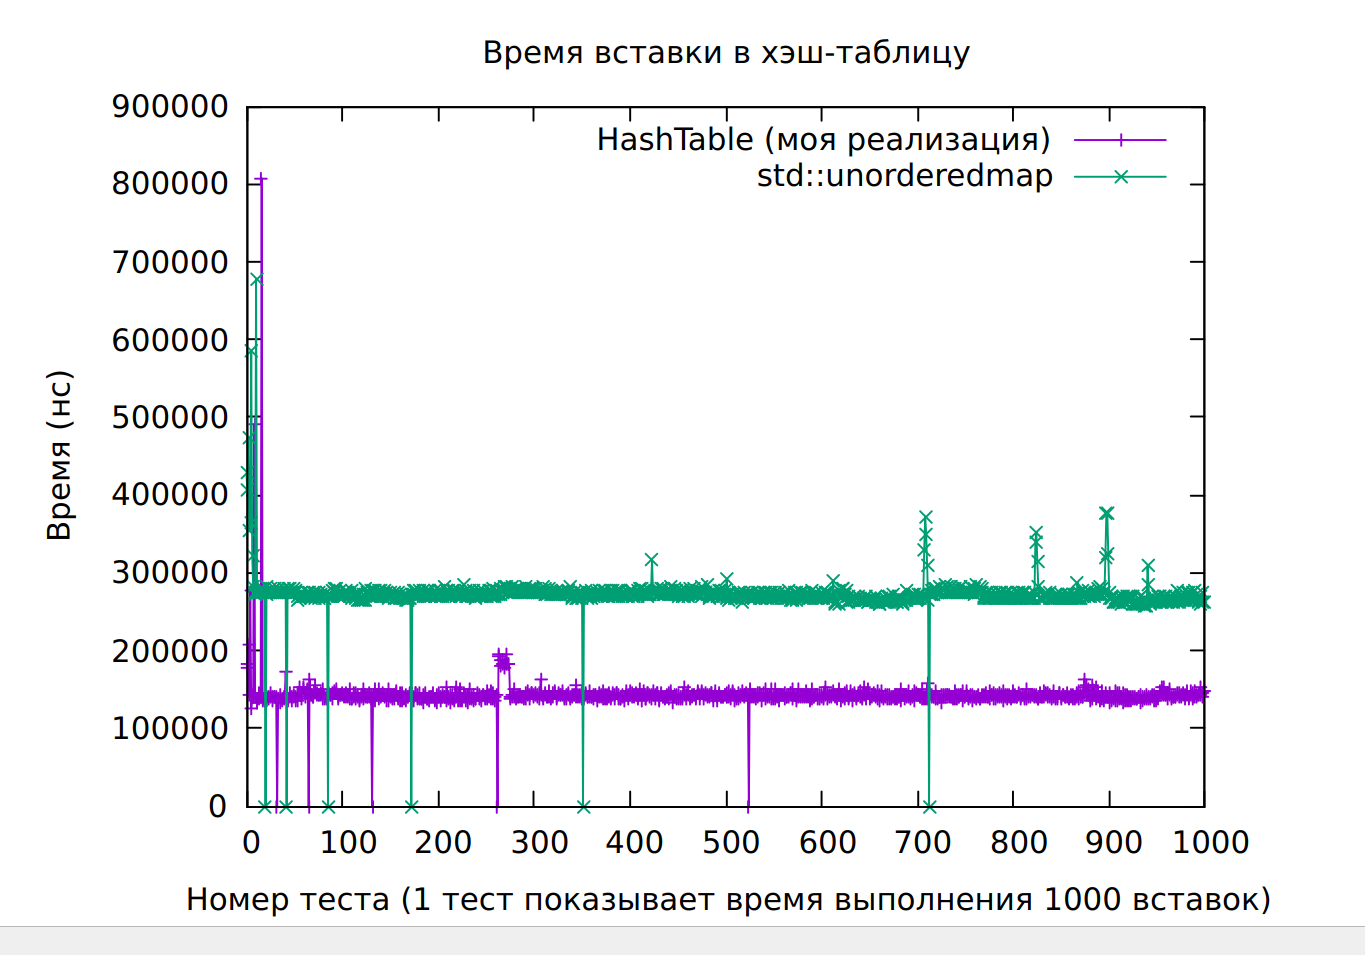 Время вставки в хэш-таблицу
HashTable (моя реализация)
std::unorderedmap
900000
800000
700000
600000
500000
400000
300000
200000
100000
0
Время (нс)
0 100 200 300 400 500 600 700 800 900 1000
Номер теста (1 тест показывает время выполнения 1000 вставок)